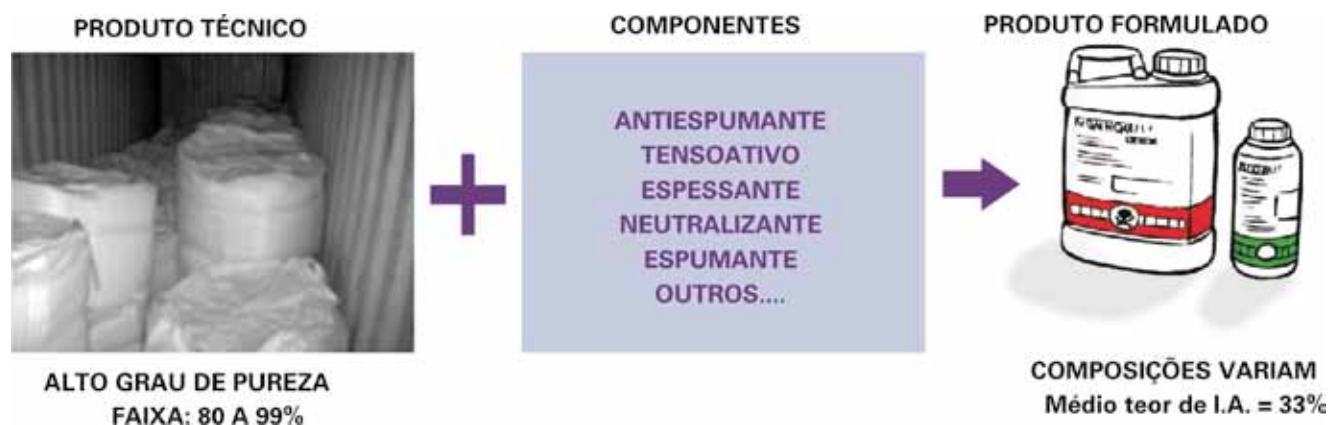 PRODUTO TÉCNICO
COMPONENTES
PRODUTO FORMULADO
ANTIESPUMANTE
TENSOATIVO
ESPESSANTE
NEUTRALIZANTE
ESPUMANTE
OUTROS....
ALTO GRAU DE PUREZA
FAIXA: 80 A 99%
COMPOSIÇÕES VARIAM
Médio teor de I.A. = 33%